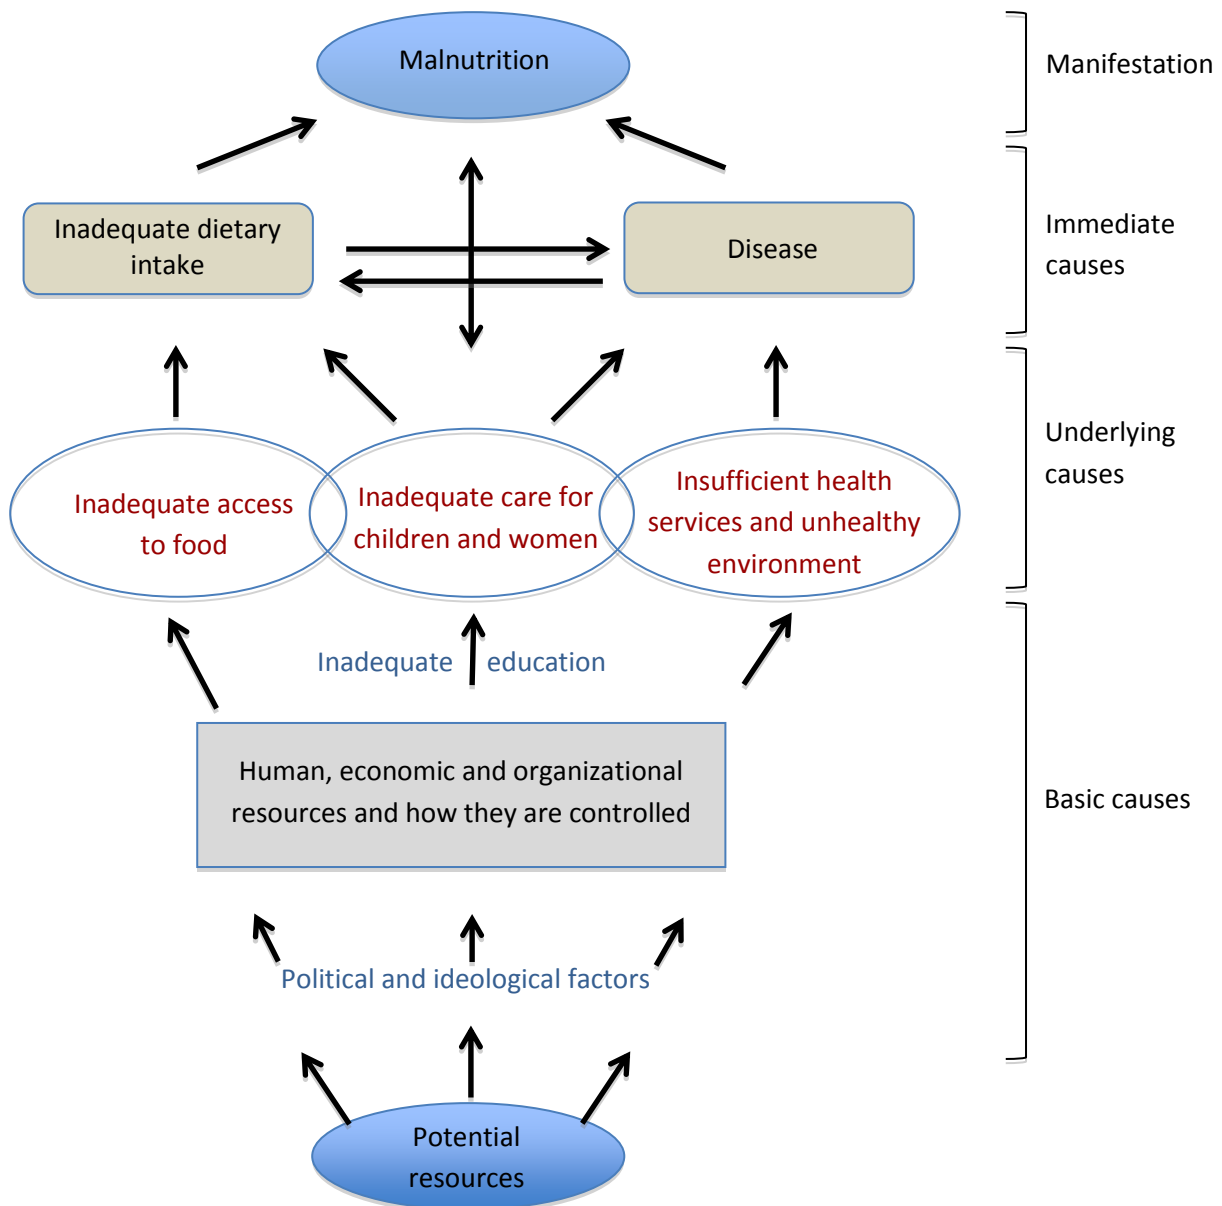 Malnutrition
Manifestation
Inadequate dietary
intake
Disease
Immediate
causes
Inadequate access
to food
Inadequate care for
children and women
Insufficient health
services and unhealthy
environment
Underlying
causes
Inadequate education
Human, economic and organizational
resources and how they are controlled
Basic causes
Political and ideological factors
Potential
resources